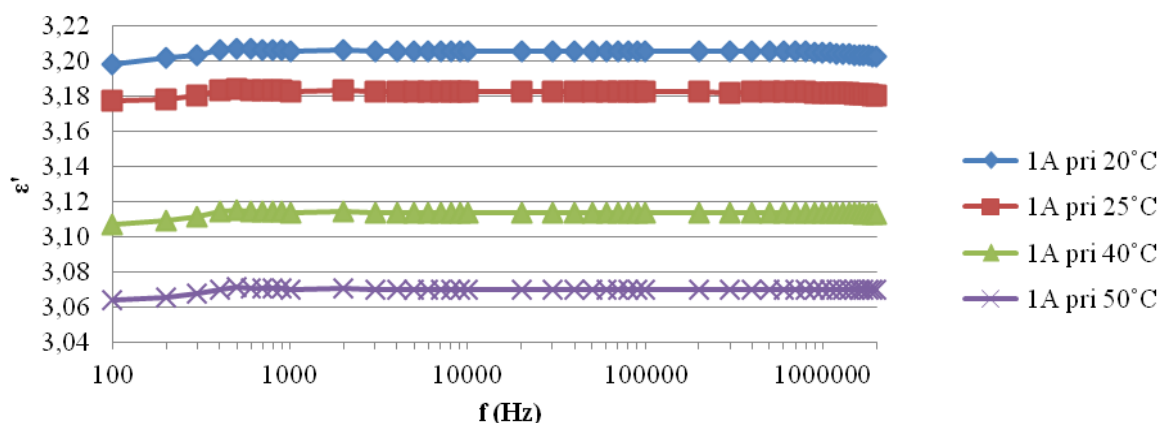 3,22
3,20
3,18
3,16
3,14
3,12
3,10
3,08
3,06
3,04
ε'
100 1000 10000 100000 1000000
f (Hz)
1A pri 20˚C
1A pri 25˚C
1A pri 40˚C
1A pri 50˚C